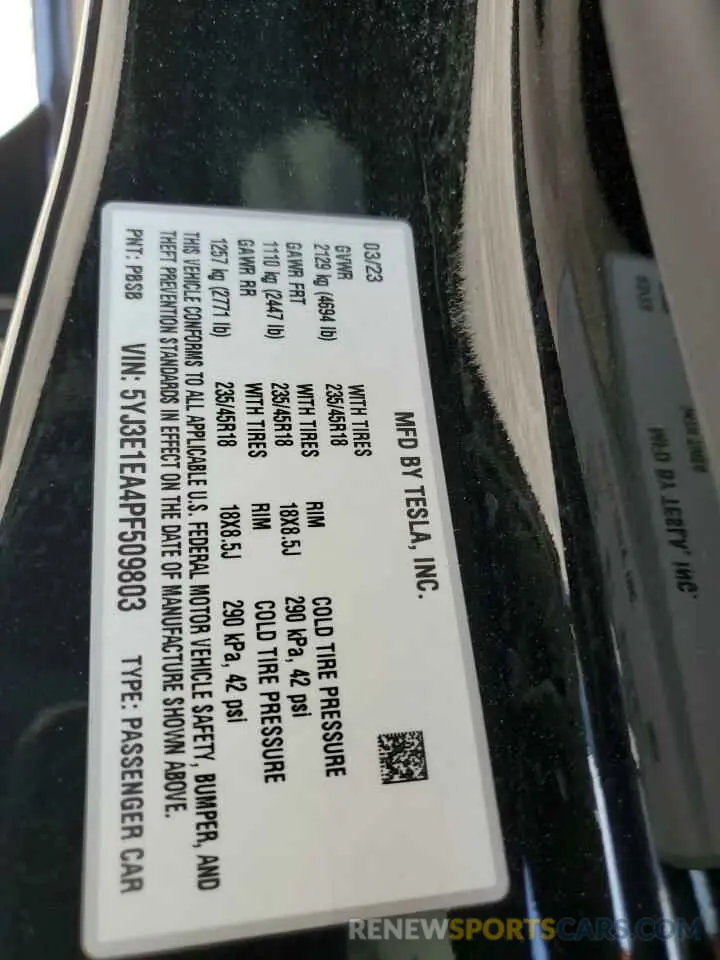 MFD BY TESLA, INC.
03/23
GVWR
2129 kg (4694 lb)
GAWR FRT WITH TIRES RIM COLD TIRE PRESSURE
1110 kg (2447 lb) 235/45R18 18X8.5J 290 kPa, 42 psi
GAWR RR WITH TIRES RIM COLD TIRE PRESSURE
1257 kg (2771 lb) 235/45R18 18X8.5J 290 kPa, 42 psi
WITH TIRES
235/45R18
THIS VEHICLE CONFORMS TO ALL APPLICABLE U.S. FEDERAL MOTOR VEHICLE SAFETY, BUMPER, AND
THEFT PREVENTION STANDARDS IN EFFECT ON THE DATE OF MANUFACTURE SHOWN ABOVE.
PNT: PBSB VIN: 5YJ3E1EA4PF509803 TYPE: PASSENGER CAR
RENEWSPORTSCARS.COM